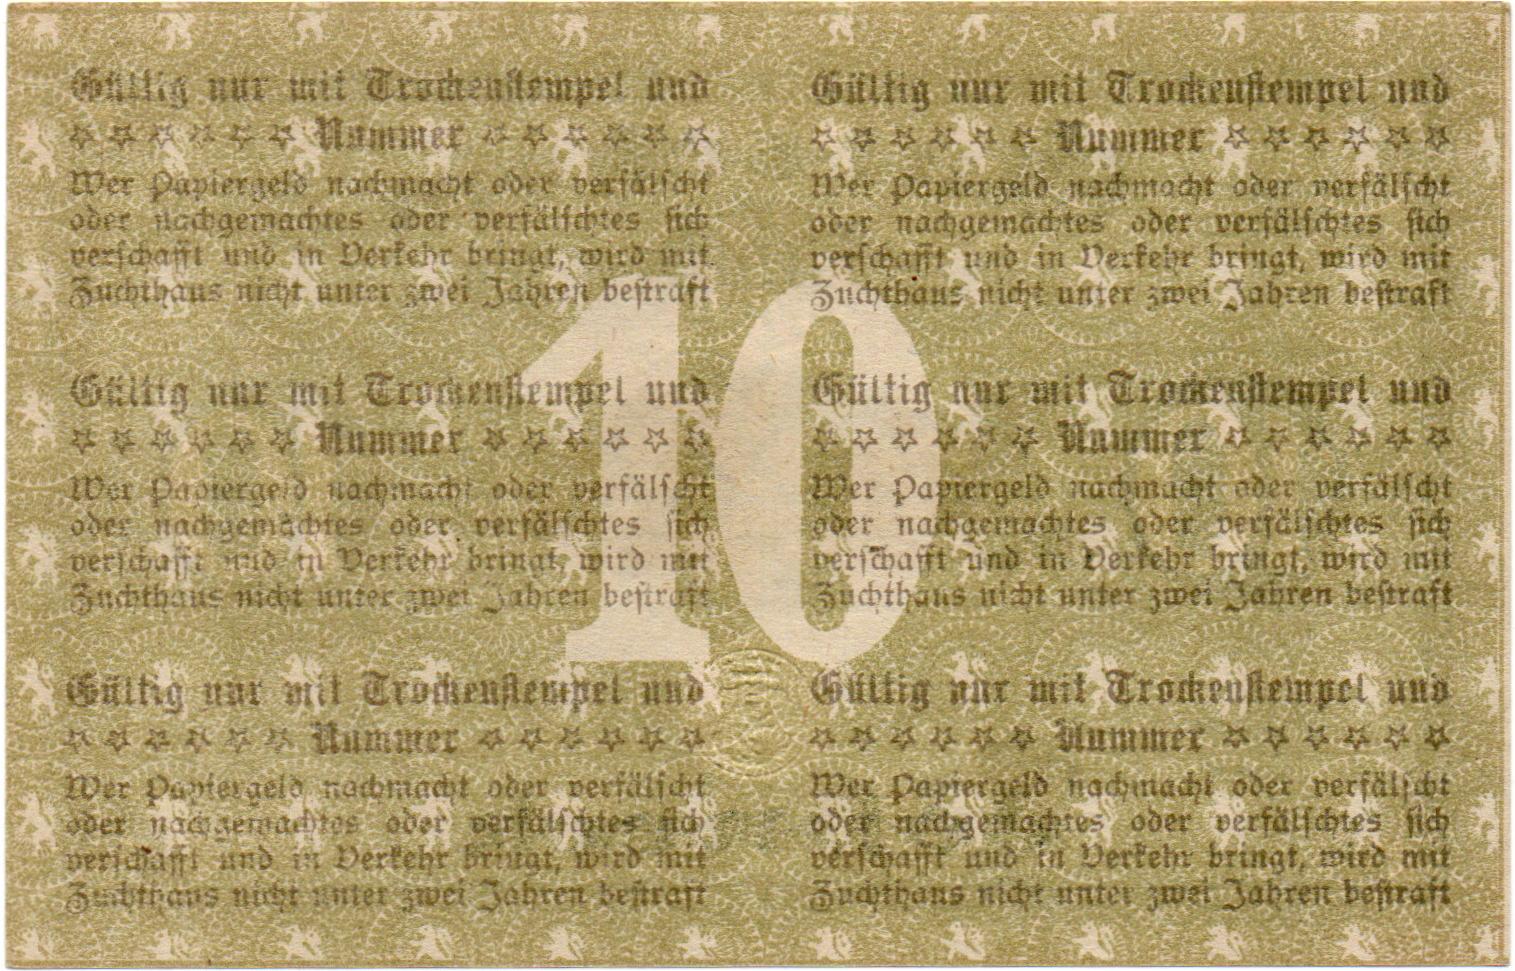 Gültig nur mit Trockenstempel und
☆ ☆ ☆ ☆ ☆ ☆ Nummer ☆ ☆ ☆ ☆ ☆ ☆
Wer Papiergeld nachmacht oder verfälscht
oder nachgemachtes oder verfälschtes sich
verschafft und in Verkehr bringt, wird mit
Zuchthaus nicht unter zwei Jahren bestraft
Gültig nur mit Trockenstempel und
☆ ☆ ☆ ☆ ☆ ☆ Nummer ☆ ☆ ☆ ☆ ☆ ☆
Wer Papiergeld nachmacht oder verfälscht
oder nachgemachtes oder verfälschtes sich
verschafft und in Verkehr bringt, wird mit
Zuchthaus nicht unter zwei Jahren bestraft
10
Gültig nur mit Trockenstempel und
☆ ☆ ☆ ☆ ☆ ☆ Nummer ☆ ☆ ☆ ☆ ☆ ☆
Wer Papiergeld nachmacht oder verfälscht
oder nachgemachtes oder verfälschtes sich
verschafft und in Verkehr bringt, wird mit
Zuchthaus nicht unter zwei Jahren bestraft
Gültig nur mit Trockenstempel und
☆ ☆ ☆ ☆ ☆ ☆ Nummer ☆ ☆ ☆ ☆ ☆ ☆
Wer Papiergeld nachmacht oder verfälscht
oder nachgemachtes oder verfälschtes sich
verschafft und in Verkehr bringt, wird mit
Zuchthaus nicht unter zwei Jahren bestraft
Gültig nur mit Trockenstempel und
☆ ☆ ☆ ☆ ☆ ☆ Nummer ☆ ☆ ☆ ☆ ☆ ☆
Wer Papiergeld nachmacht oder verfälscht
oder nachgemachtes oder verfälschtes sich
verschafft und in Verkehr bringt, wird mit
Zuchthaus nicht unter zwei Jahren bestraft
Gültig nur mit Trockenstempel und
☆ ☆ ☆ ☆ ☆ ☆ Nummer ☆ ☆ ☆ ☆ ☆ ☆
Wer Papiergeld nachmacht oder verfälscht
oder nachgemachtes oder verfälschtes sich
verschafft und in Verkehr bringt, wird mit
Zuchthaus nicht unter zwei Jahren bestraft